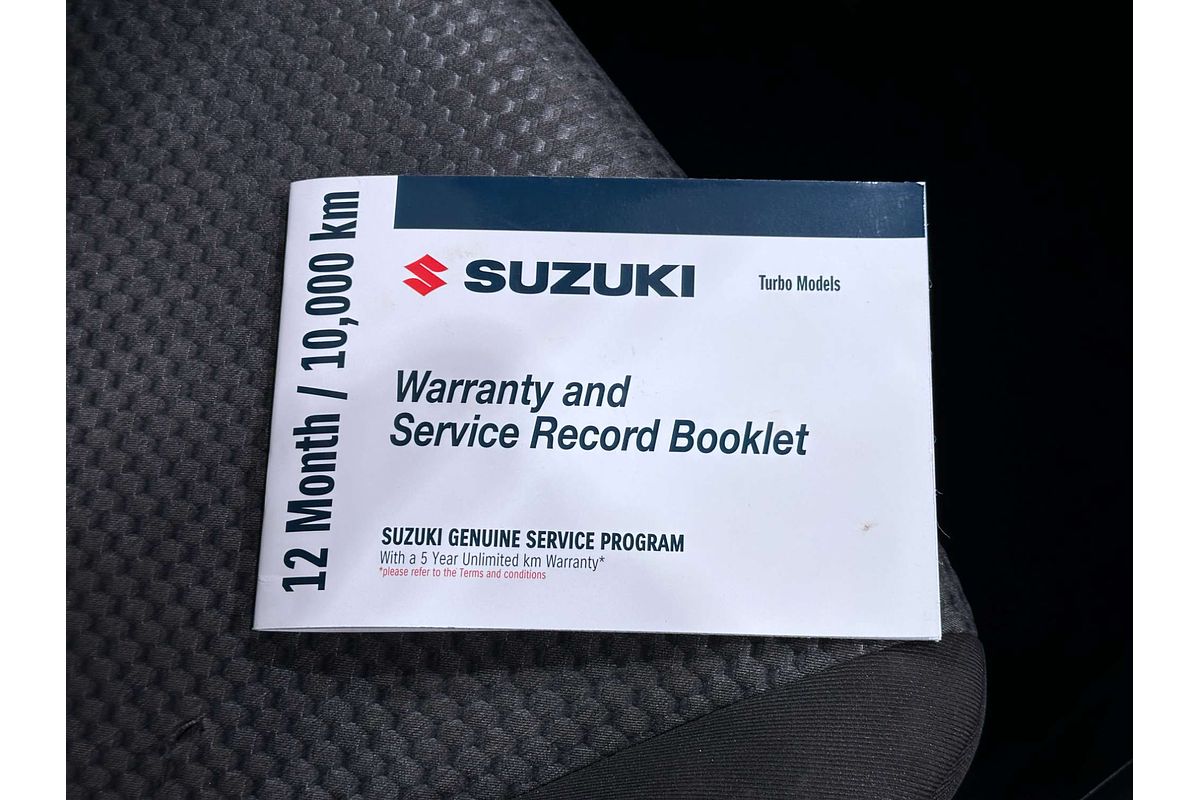 12 Month / 10,000 km
SUZUKI
Turbo Models
Warranty and
Service Record Booklet
SUZUKI GENUINE SERVICE PROGRAM
With a 5 Year Unlimited km Warranty*
*please refer to the Terms and conditions